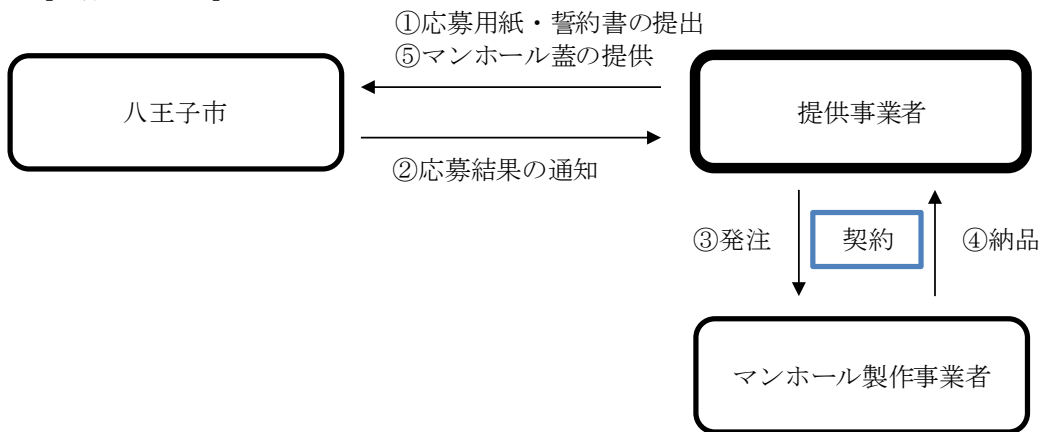 ①応募用紙・誓約書の提出
⑤マンホール蓋の提供
八王子市
提供事業者
②応募結果の通知
③発注
契約
④納品
マンホール製作事業者